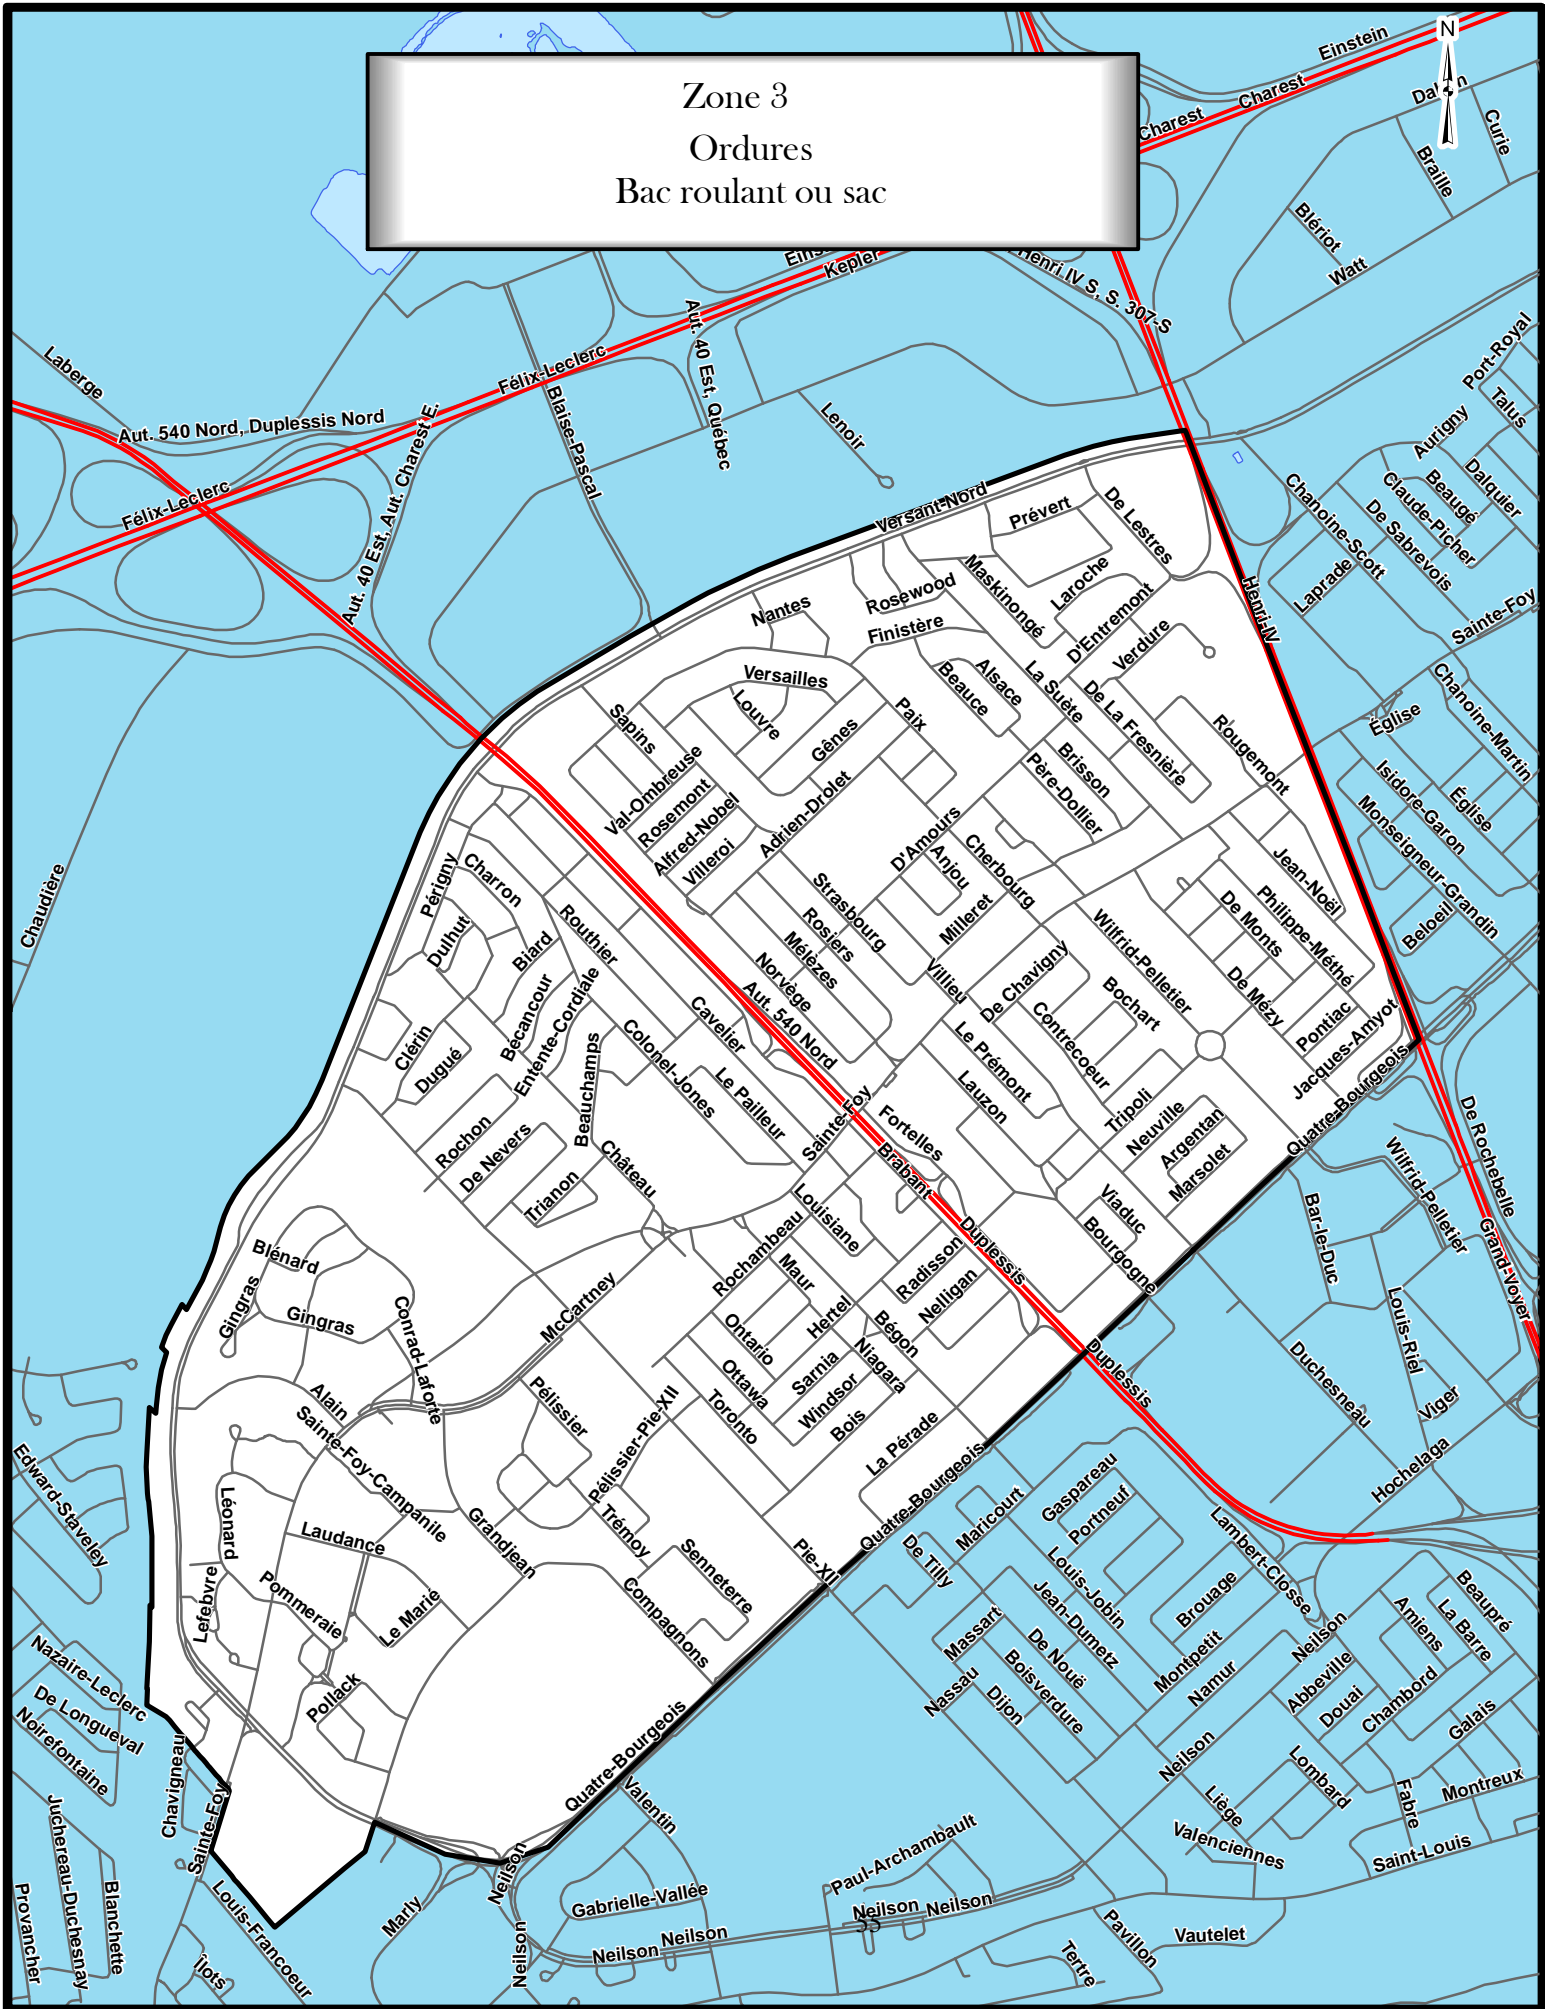 Zone 3
Ordures
Bac roulant ou sac
N
Einstein
Charest
Charest
Curie
Braille
Blériot
Watt
Kepler
Henri IV S, S. 307-S
Aut. 40 Est, Québec
Laberge
Félix-Leclerc
Aut. 540 Nord, Duplessis Nord
Blaise-Pascal
Lenoir
Félix-Leclerc
Aut. 40 Est, Aut. Charest E.
Port-Royal
Talus
Aurigny
Dalquier
Beaugé
Claude-Picher
De Sabrevois
Chanoine-Scott
Laprade
Sainte-Foy
Henri-IV
Versant-Nord
Prévert
De Lestres
Maskinongé
Laroche
Rosewood
Nantes
Finistère
D'Entremont
Verdure
Versailles
Louvre
Beauce
Alsace
La Suète
De La Fresnière
Rougemont
Chanoine-Martin
Église
Isidore-Garon
Église
Monseigneur-Grandin
Beloeil
Sapins
Paix
Gênes
Val-Ombreuse
Rosemont
Alfred-Nobel
Villeroi
Adrien-Drolet
Brisson
Père-Dollier
D'Amours
Anjou
Cherbourg
Milleret
Jean-Noël
Philippe-Méthé
De Monts
De Mézy
Pontiac
Jacques-Amyot
Quatre-Bourgeois
Chaudière
Périgny
Charron
Dulhut
Biard
Routhier
Strasbourg
Rosiers
Mélèzes
Norvège
Villieu
De Chavigny
Wilfrid-Pelletier
Bochart
Contrecoeur
Le Prémont
Lauzon
Tripoli
Neuville
Argentan
Marsolet
Becancour
Entente-Cordiale
Clérin
Dugué
Cavelier
Aut. 540 Nord
Colonel-Jones
Le Pailleur
Beauchamps
Rochon
De Nevers
Trianon
Château
Sainte-Foy
Fortelles
Brabant
Viaduc
Bourgogne
De Rochebelle
Wilfrid-Pelletier
Bar-le-Duc
Grand-Voyer
Louis-Riel
Duchesneau
Viger
Hochelaga
Louisiane
Rochambeau
Maur
Duplessis
Radisson
Nelligan
Hertel
Bégon
Ontario
Niagara
Ottawa
Sarnia
Windsor
Toronto
Bois
La Pérade
Duplessis
Blénard
Gingras
Gingras
Conrad-Laforte
McCartney
Alain
Sainte-Foy-Campanile
Pélissier
Pélissier-Pie-XII
Edward-Staveley
Léonard
Laudance
Grandjean
Trémoy
Senneterre
Pie-XII
Quatre-Bourgeois
Lefebvre
Pommeraie
Le Marié
Compagnons
De Tilly
Maricourt
Gaspareau
Portneuf
Louis-Jobin
Lambert-Closse
Jean-Dumetz
Brouage
Massart
De Nouë
Boisverdure
Montpetit
Namur
Neilson
Nassau
Dijon
Beaupré
La Barre
Amiens
Abbeville
Douai
Chambord
Galais
Nazaire-Leclerc
De Longueval
Noirefontaine
Pollack
Chavigneau
Sainte-Foy
Quatre-Bourgeois
Valentin
Neilson
Lombard
Liège
Fabre
Montreux
Valenciennes
Saint-Louis
Juchereau-Duchesnay
Blanchette
Provancher
Louis-Francoeur
Îlots
Marly
Neilson
Neilson
Gabrielle-Vallée
Paul-Archambault
Neilson
Neilson
Neilson
Neilson
Pavillon
Vautelet
Tertre